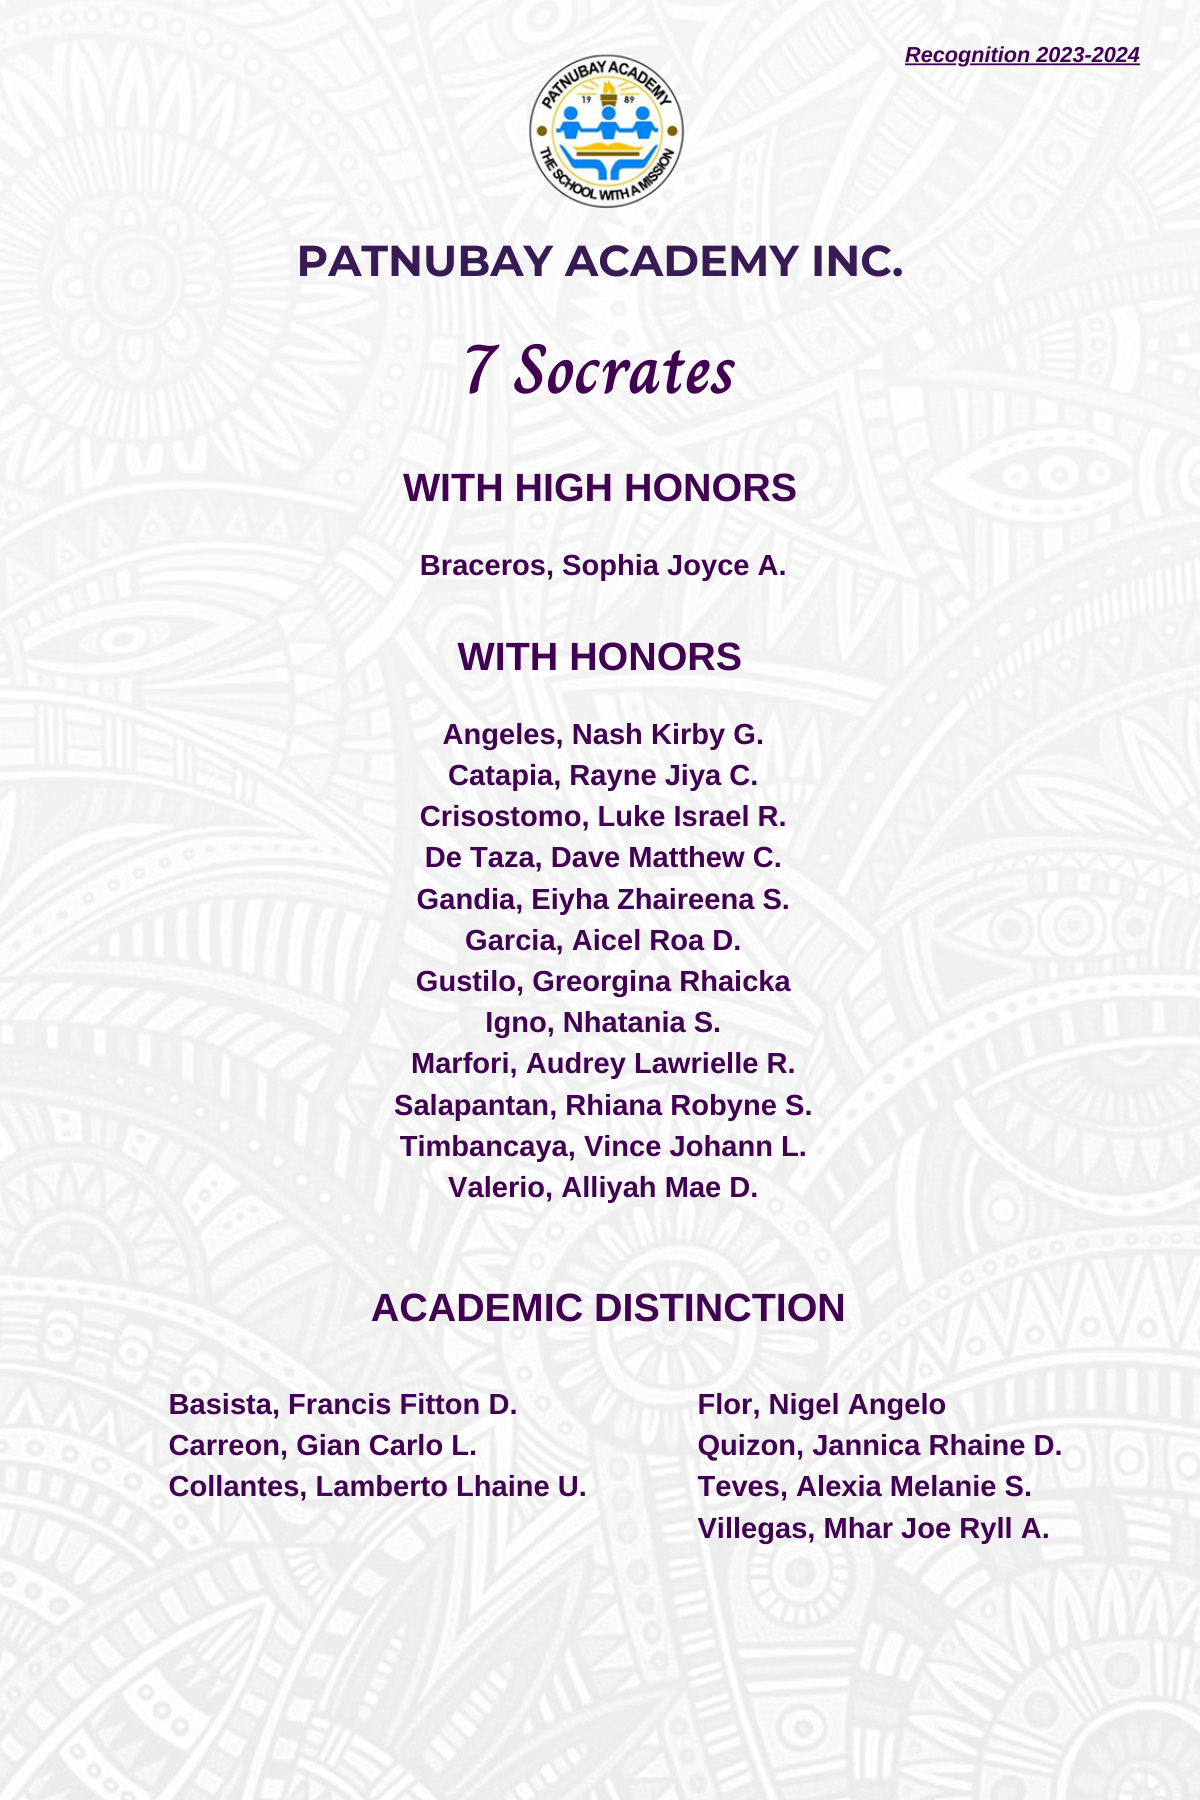 Recognition 2023-2024
PATNUBAY ACADEMY
19 89
THE SCHOOL WITH A MISSION
PATNUBAY ACADEMY INC.
7 Socrates
WITH HIGH HONORS
Braceros, Sophia Joyce A.
WITH HONORS
Angeles, Nash Kirby G.
Catapia, Rayne Jiya C.
Crisostomo, Luke Israel R.
De Taza, Dave Matthew C.
Gandia, Eiyha Zhaireena S.
Garcia, Aicel Roa D.
Gustilo, Greorgina Rhaicka
Igno, Nhatania S.
Marfori, Audrey Lawrielle R.
Salapantan, Rhiana Robyne S.
Timbancaya, Vince Johann L.
Valerio, Alliyah Mae D.
ACADEMIC DISTINCTION
Basista, Francis Fitton D.
Carreon, Gian Carlo L.
Collantes, Lamberto Lhaine U.
Flor, Nigel Angelo
Quizon, Jannica Rhaine D.
Teves, Alexia Melanie S.
Villegas, Mhar Joe Ryll A.